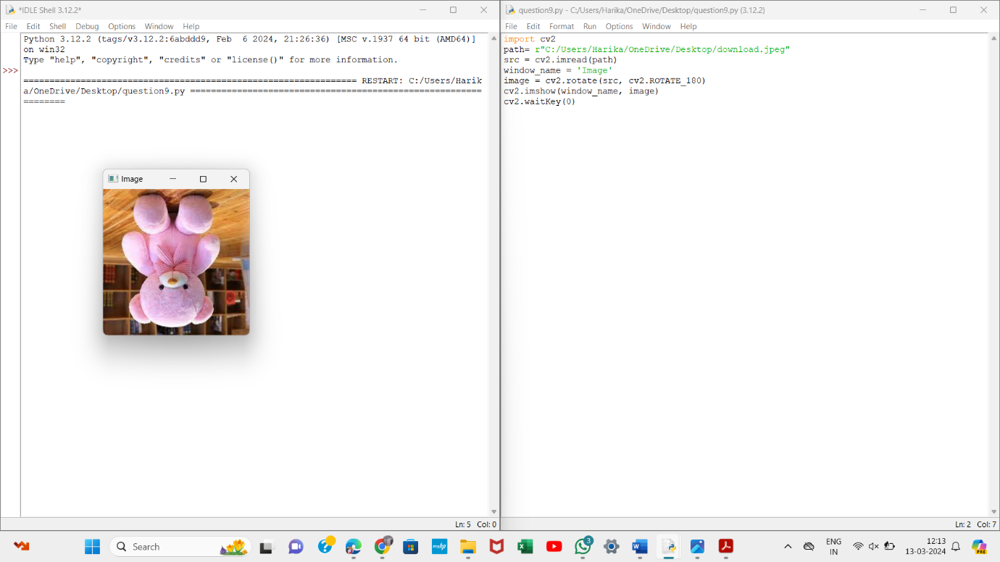 *IDLE Shell 3.12.2*
File Edit Shell Debug Options Window Help
Python 3.12.2 (tags/v3.12.2:6abddd9, Feb  6 2024, 21:26:36) [MSC v.1937 64 bit (AMD64)]
on win32
Type "help", "copyright", "credits" or "license()" for more information.
>>>
================================================================ RESTART: C:/Users/Harik
a/OneDrive/Desktop/question9.py ========================================================
========
Image
Ln: 5 Col: 0
question9.py - C:/Users/Harika/OneDrive/Desktop/question9.py (3.12.2)
File Edit Format Run Options Window Help
import cv2
path= r"C:/Users/Harika/OneDrive/Desktop/download.jpeg"
src = cv2.imread(path)
window_name = 'Image'
image = cv2.rotate(src, cv2.ROTATE_180)
cv2.imshow(window_name, image)
cv2.waitKey(0)
Ln: 2 Col: 7
Search
myhp
3
ENG
IN
12:13
13-03-2024
PRE